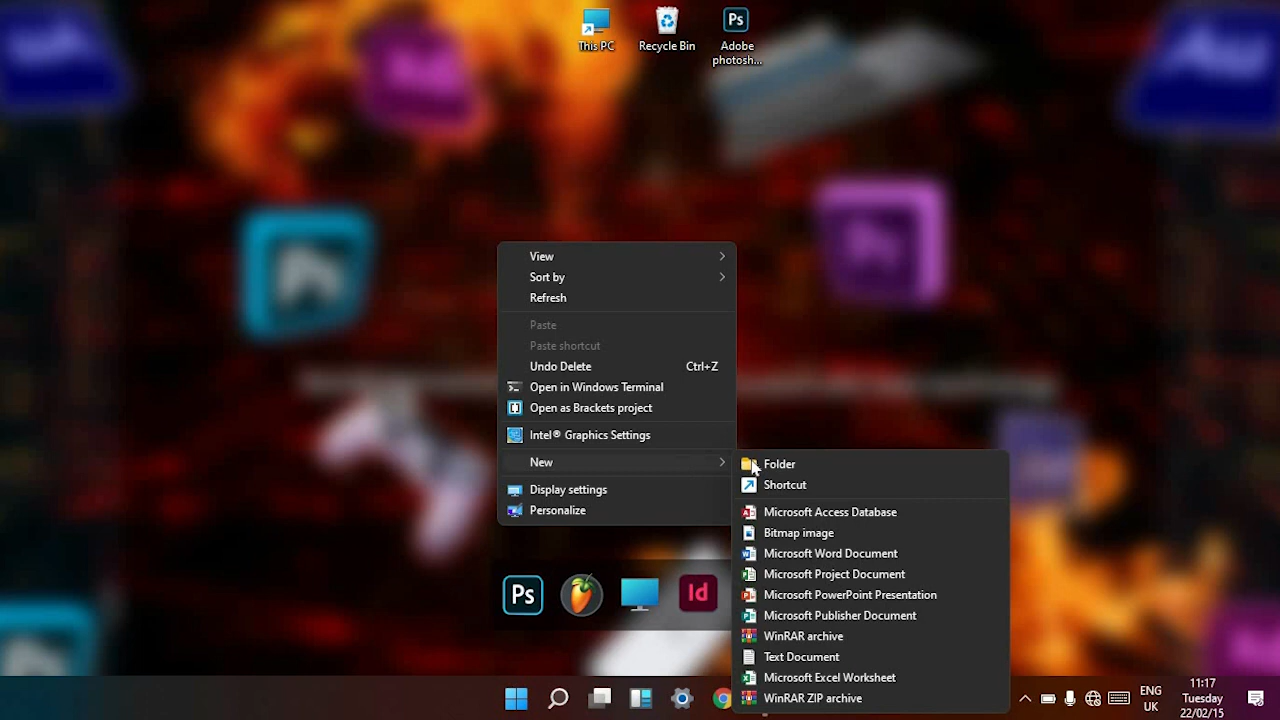 This PC
Recycle Bin
Adobe
photosh...
Ps
View
Sort by
Refresh
Paste
Paste shortcut
Undo Delete Ctrl+Z
Open in Windows Terminal
Open as Brackets project
Intel® Graphics Settings
New
Display settings
Personalize
Folder
Shortcut
Microsoft Access Database
Bitmap image
Microsoft Word Document
Microsoft Project Document
Microsoft PowerPoint Presentation
Microsoft Publisher Document
WinRAR archive
Text Document
Microsoft Excel Worksheet
WinRAR ZIP archive
Ps
Id
Ps
ENG
UK
11:17
Tuesday
22/02/15